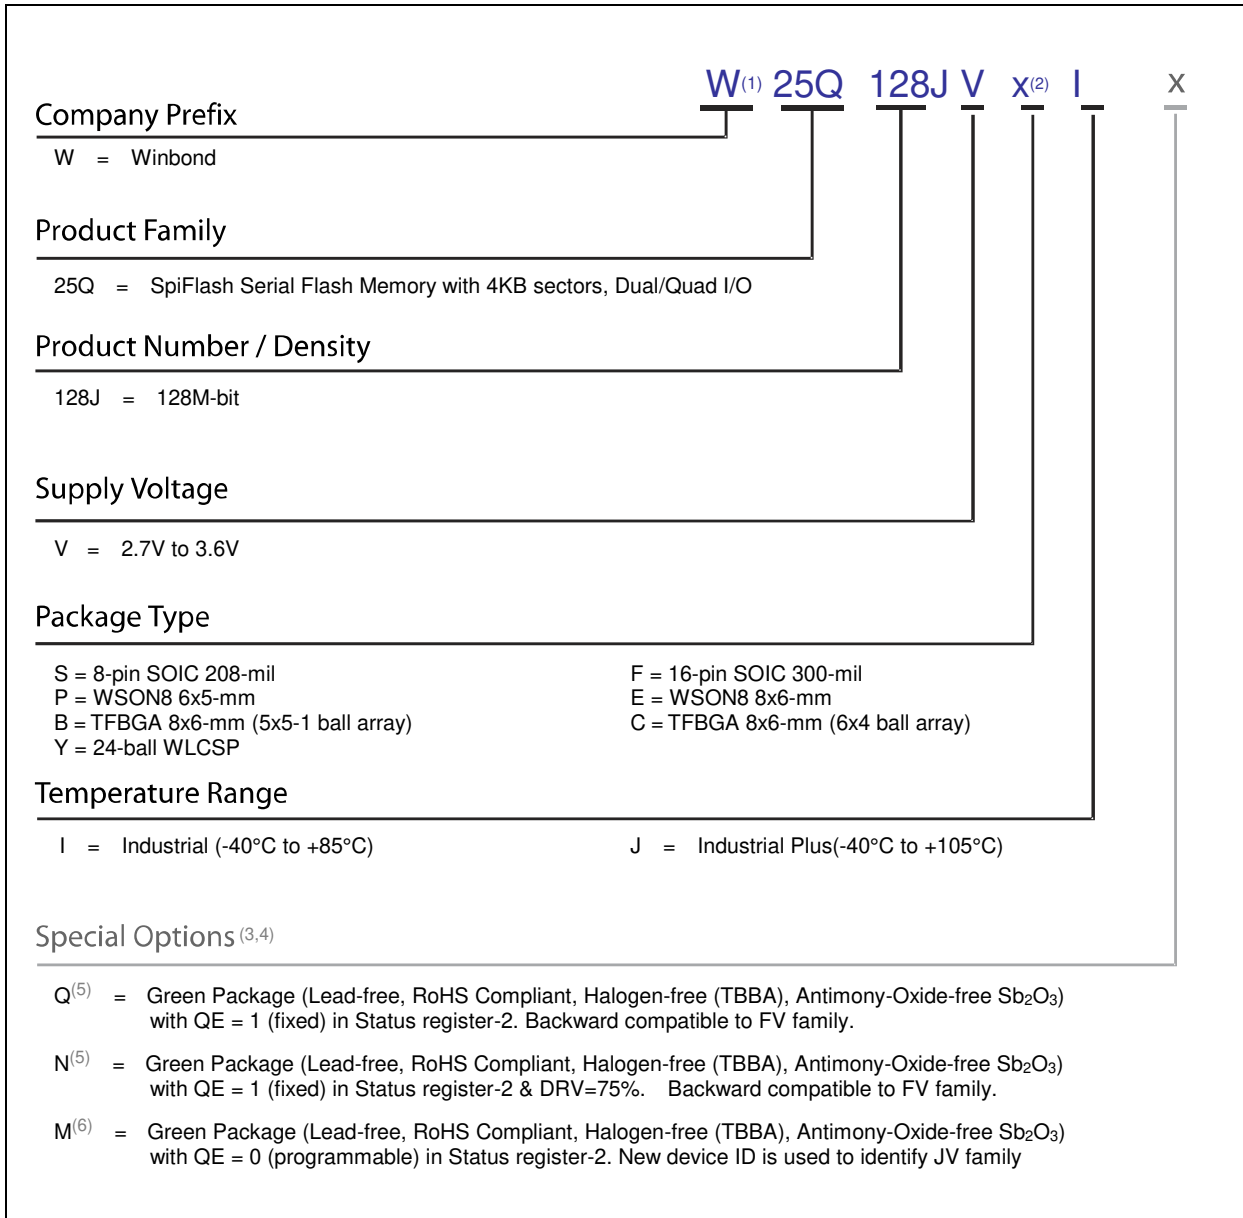 W(1) 25Q 128J V x(2) I x
Company Prefix
W = Winbond
Product Family
25Q = SpiFlash Serial Flash Memory with 4KB sectors, Dual/Quad I/O
Product Number / Density
128J = 128M-bit
Supply Voltage
V = 2.7V to 3.6V
Package Type
S = 8-pin SOIC 208-mil F = 16-pin SOIC 300-mil
P = WSON8 6x5-mm E = WSON8 8x6-mm
B = TFBGA 8x6-mm (5x5-1 ball array) C = TFBGA 8x6-mm (6x4 ball array)
Y = 24-ball WLCSP
Temperature Range
I = Industrial (-40°C to +85°C) J = Industrial Plus(-40°C to +105°C)
Special Options (3,4)
Q(5) = Green Package (Lead-free, RoHS Compliant, Halogen-free (TBBA), Antimony-Oxide-free Sb₂O₃)
with QE = 1 (fixed) in Status register-2. Backward compatible to FV family.
N(5) = Green Package (Lead-free, RoHS Compliant, Halogen-free (TBBA), Antimony-Oxide-free Sb₂O₃)
with QE = 1 (fixed) in Status register-2 & DRV=75%. Backward compatible to FV family.
M(6) = Green Package (Lead-free, RoHS Compliant, Halogen-free (TBBA), Antimony-Oxide-free Sb₂O₃)
with QE = 0 (programmable) in Status register-2. New device ID is used to identify JV family